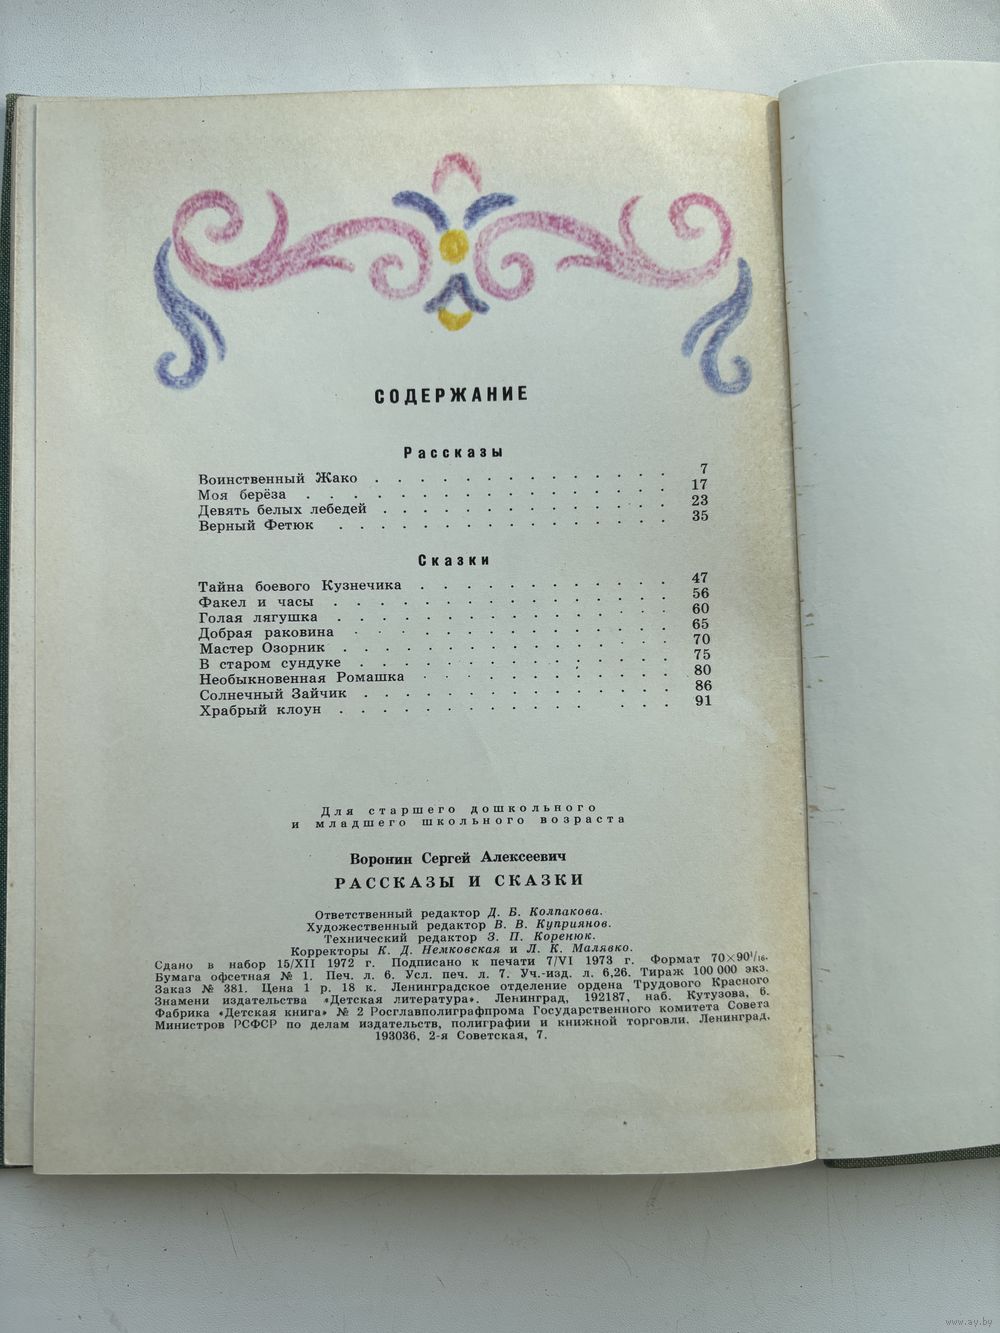 СОДЕРЖАНИЕ
Рассказы
Воинственный Жако . . . . . . . . . . . 7
Моя берёза . . . . . . . . . . . . . . 17
Девять белых лебедей . . . . . . . . . . . 23
Верный Фетюк . . . . . . . . . . . . 35
Сказки
Тайна боевого Кузнечика . . . . . . . . . 47
Факел и часы . . . . . . . . . . . . 56
Голая лягушка . . . . . . . . . . . . 60
Добрая раковина . . . . . . . . . . . . 65
Мастер Озорник . . . . . . . . . . . . 70
В старом сундуке . . . . . . . . . . . 75
Необыкновенная Ромашка . . . . . . . . . 80
Солнечный Зайчик . . . . . . . . . . . 86
Храбрый клоун . . . . . . . . . . . . 91
Для старшего дошкольного
и младшего школьного возраста
Воронин Сергей Алексеевич
РАССКАЗЫ И СКАЗКИ
Ответственный редактор Д. Б. Колпакова.
Художественный редактор В. В. Куприянов.
Технический редактор З. П. Коренюк.
Корректоры К. Д. Немковская и Л. К. Малявко.
Сдано в набор 15/XII 1972 г. Подписано к печати 7/VI 1973 г. Формат 70×90¹/₁₆.
Бумага офсетная № 1. Печ. л. 6. Усл. печ. л. 7. Уч.-изд. л. 6,26. Тираж 100 000 экз.
Заказ № 381. Цена 1 р. 18 к. Ленинградское отделение ордена Трудового Красного
Знамени издательства «Детская литература». Ленинград, 192187, наб. Кутузова, 6.
Фабрика «Детская книга» № 2 Росглавполиграфпрома Государственного комитета Совета
Министров РСФСР по делам издательств, полиграфии и книжной торговли. Ленинград,
193036, 2-я Советская, 7.
www.ay.by